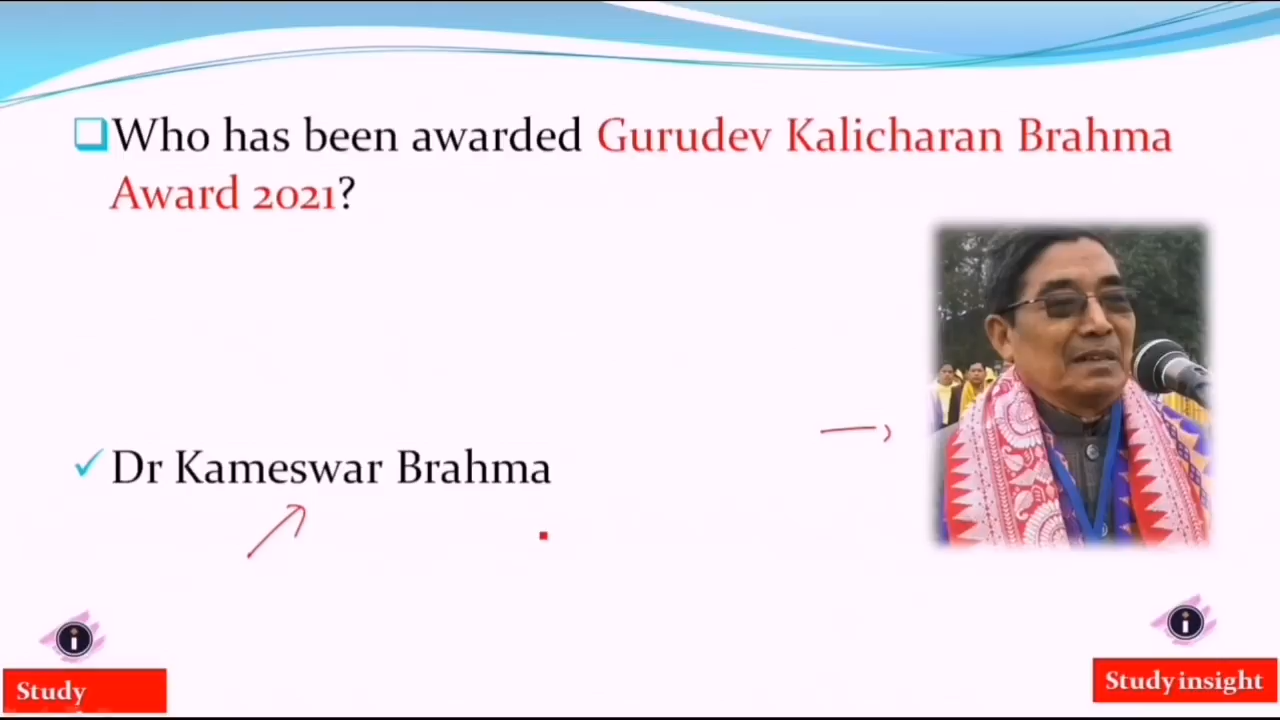 Who has been awarded Gurudev Kalicharan Brahma
Award 2021?
Dr Kameswar Brahma
i
i
Study
Study insight